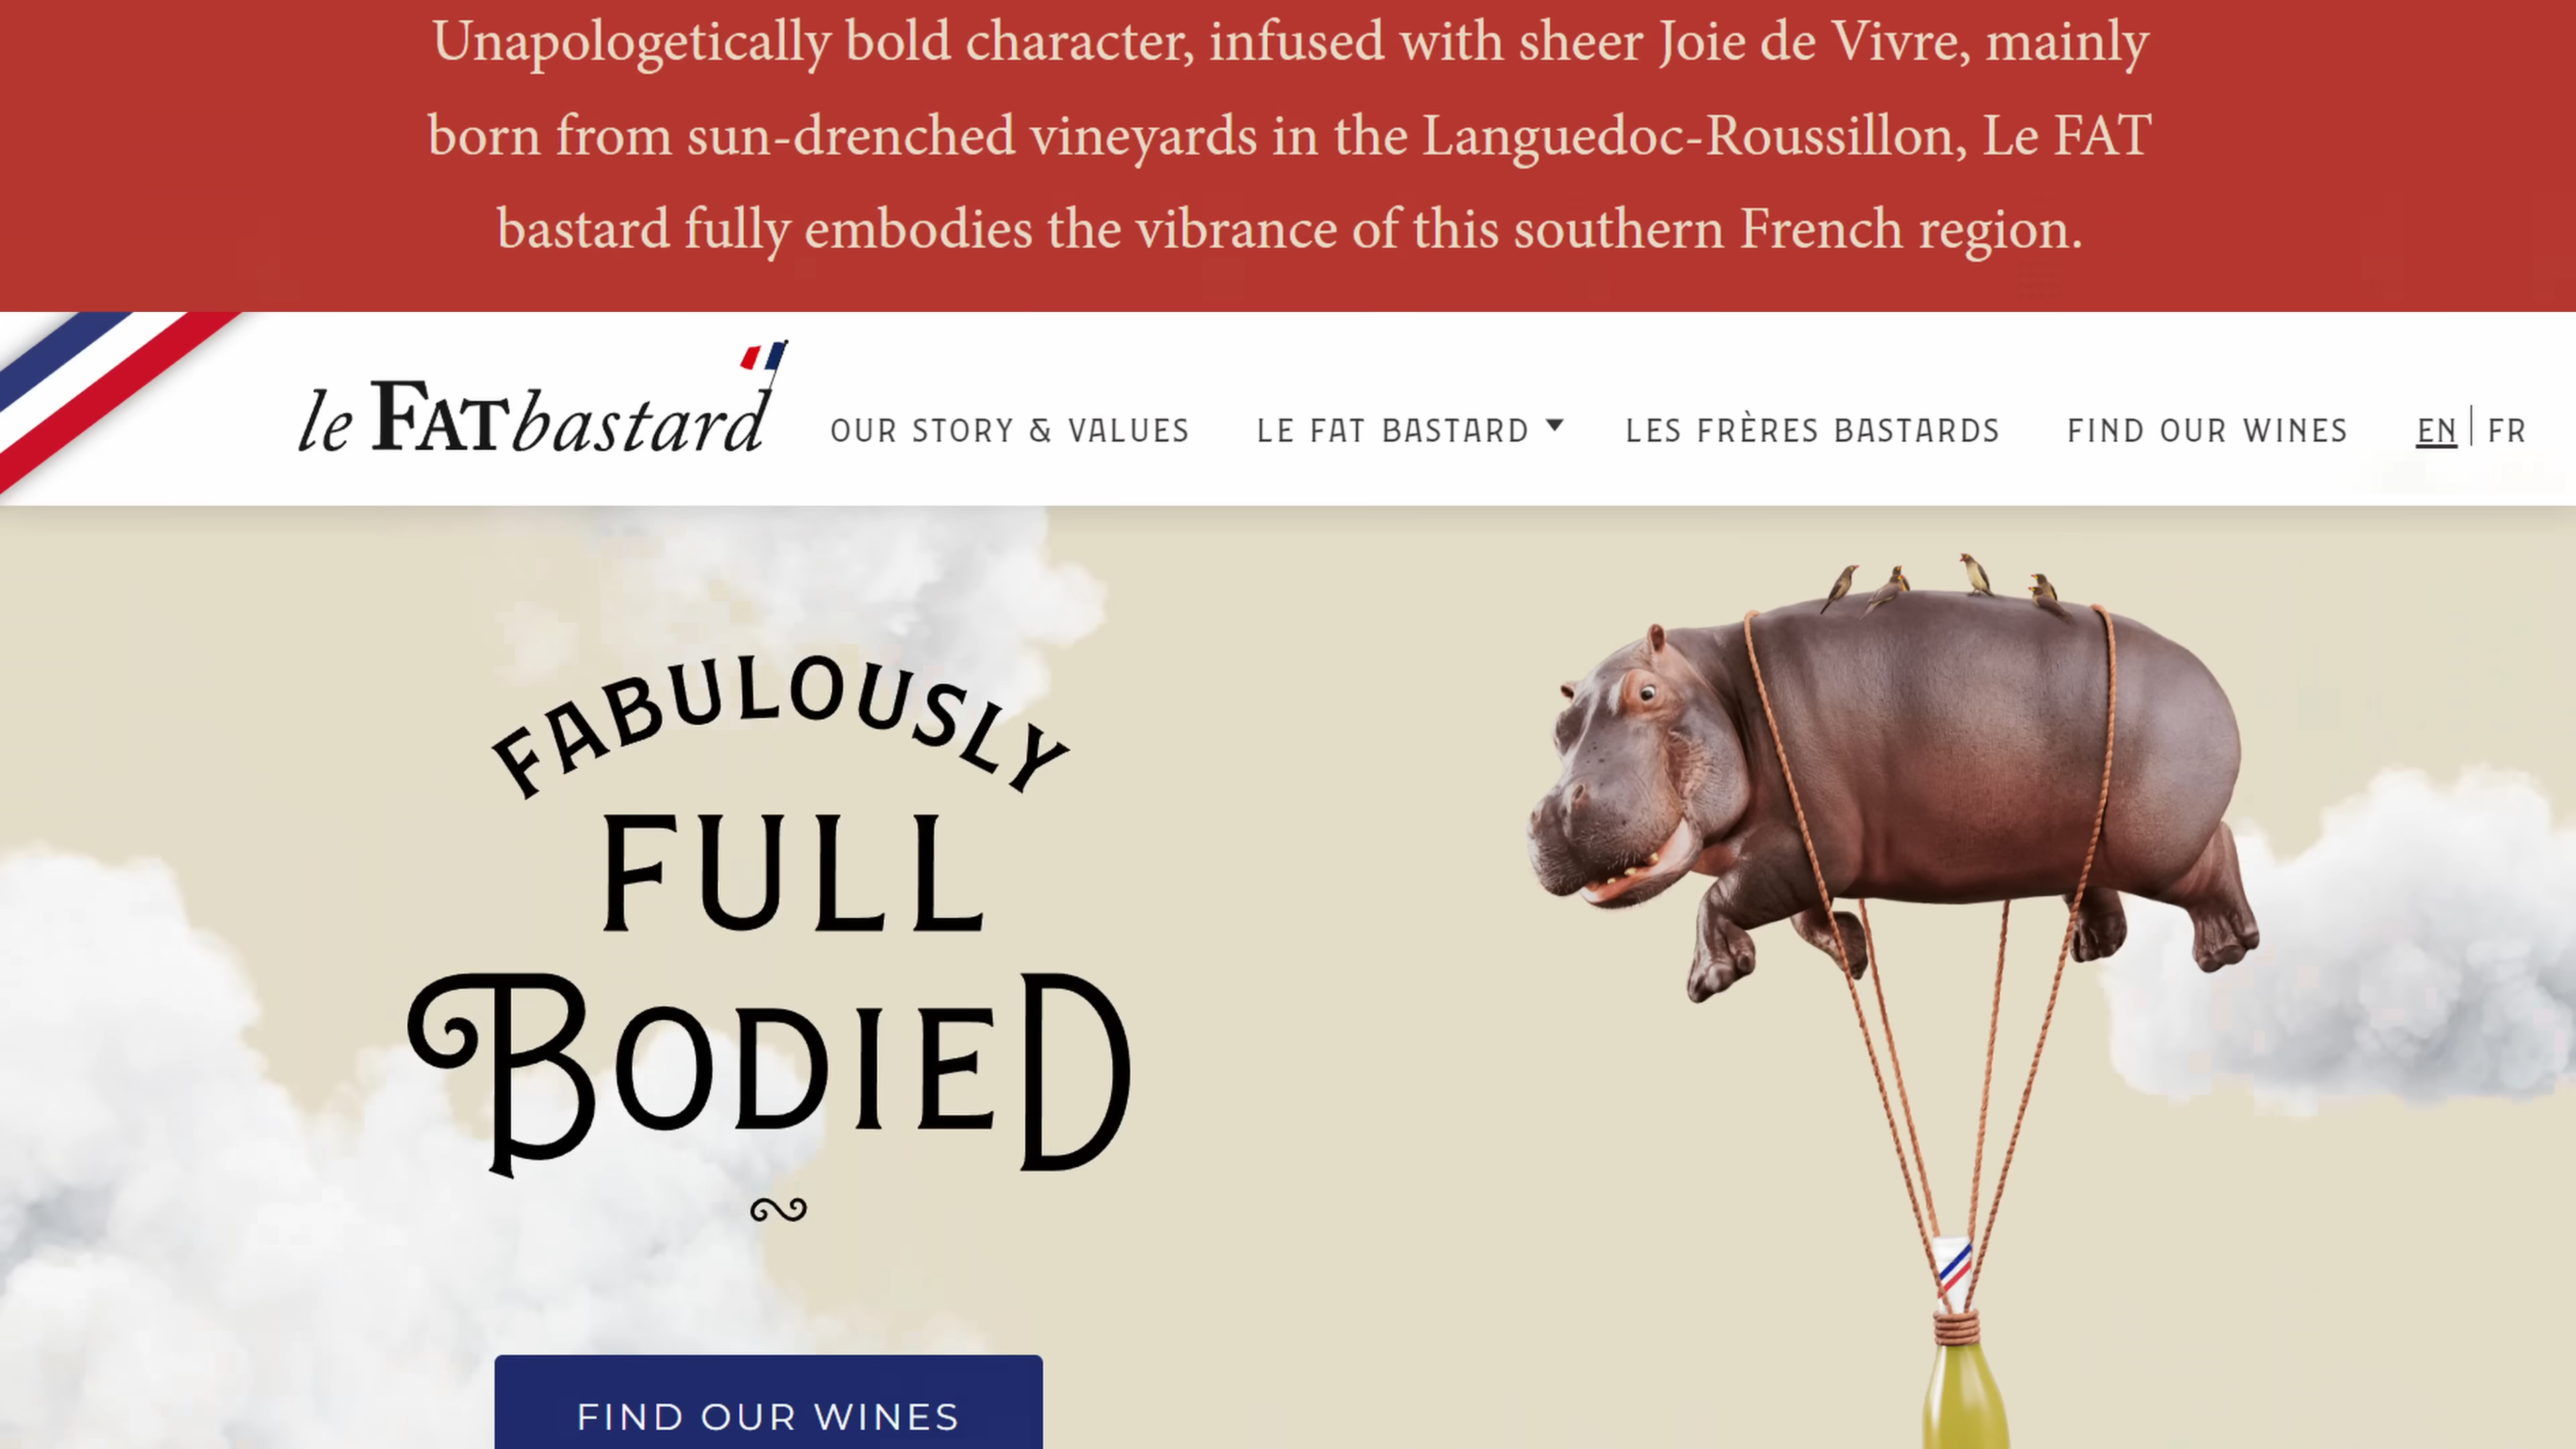 Unapologetically bold character, infused with sheer Joie de Vivre, mainly
born from sun-drenched vineyards in the Languedoc-Roussillon, Le FAT
bastard fully embodies the vibrance of this southern French region.
le FAT bastard
OUR STORY & VALUES
LE FAT BASTARD
LES FRÈRES BASTARDS
FIND OUR WINES
EN | FR
FABULOUSLY
FULL
BODIED
FIND OUR WINES